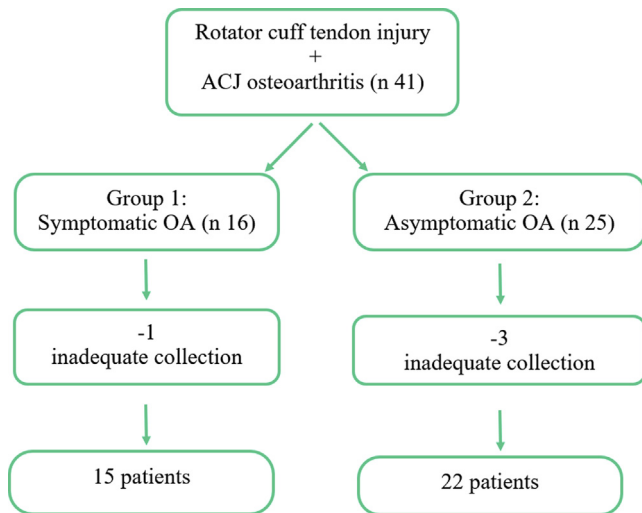 Rotator cuff tendon injury
+
ACJ osteoarthritis (n 41)
Group 1:
Symptomatic OA (n 16)
Group 2:
Asymptomatic OA (n 25)
-1
inadequate collection
-3
inadequate collection
15 patients
22 patients